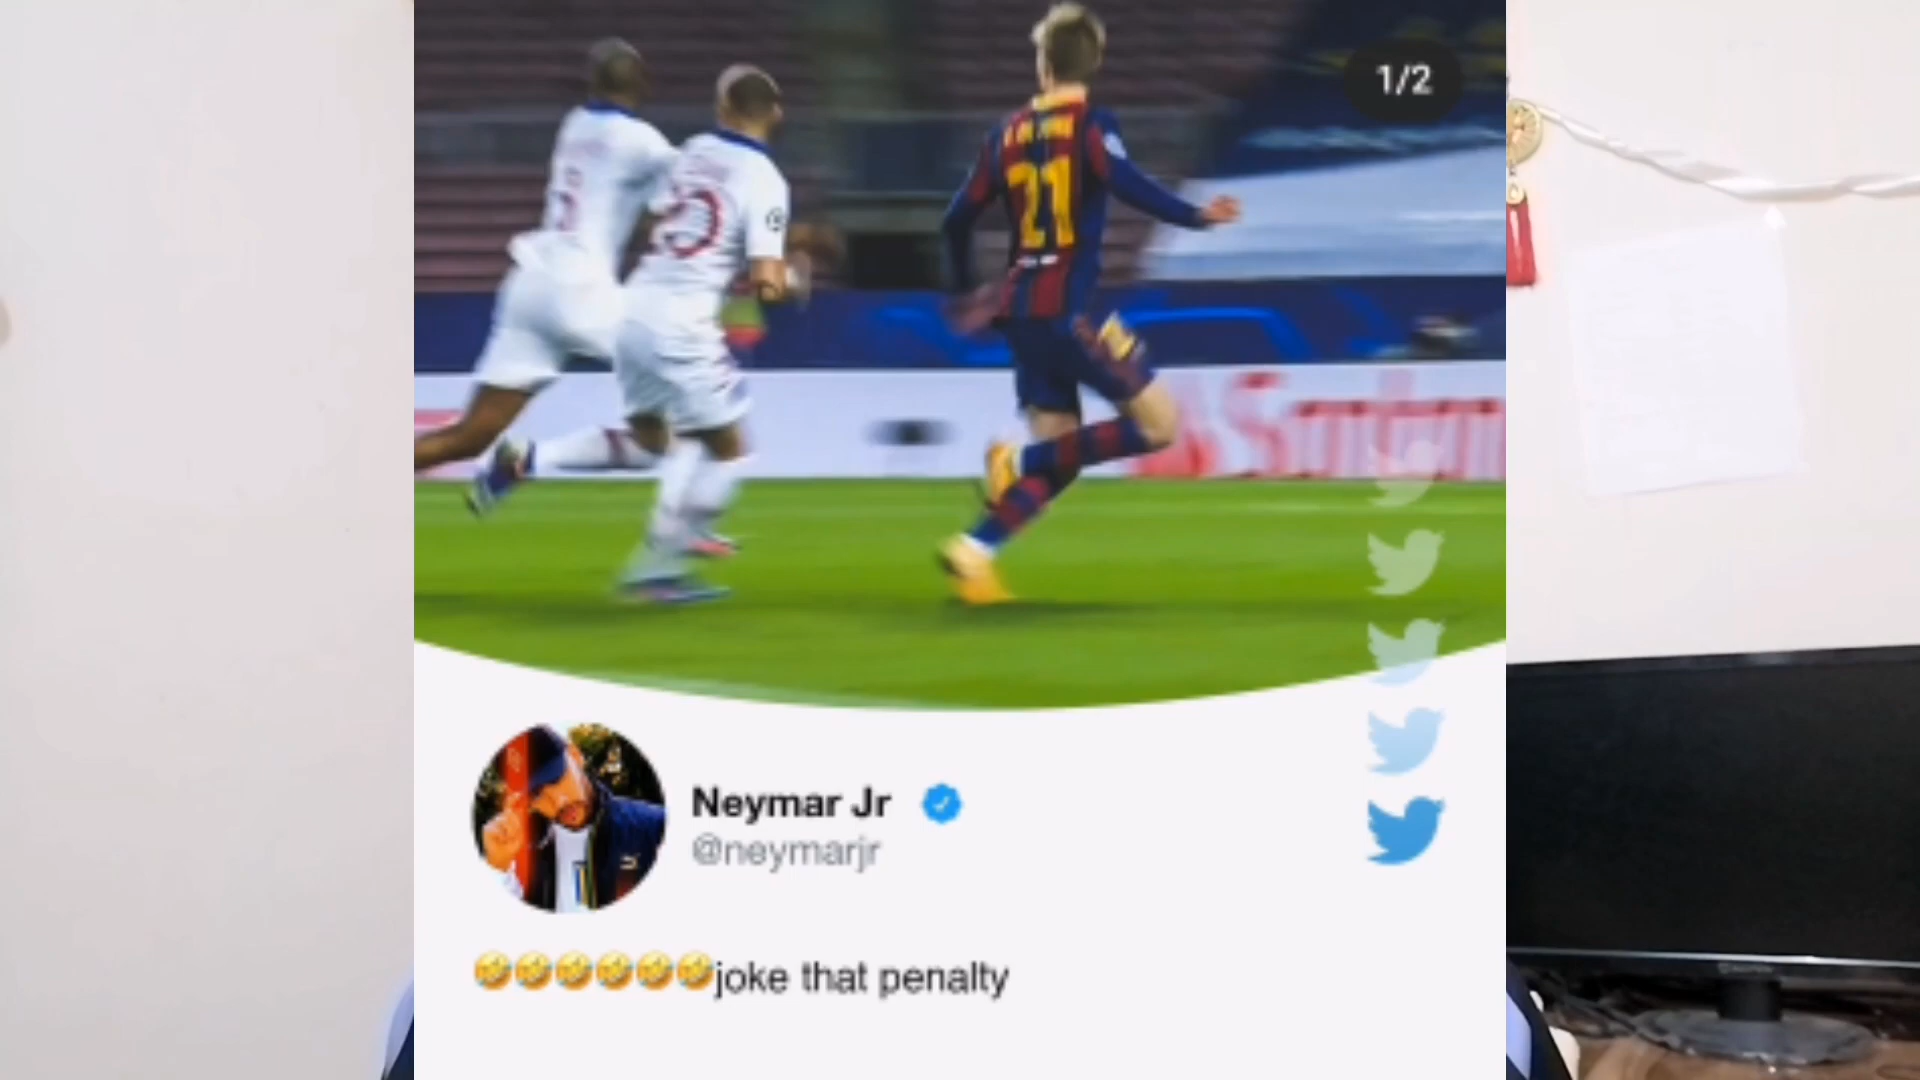 1/2
21
Neymar Jr
@neymarjr
🤣🤣🤣🤣🤣🤣joke that penalty